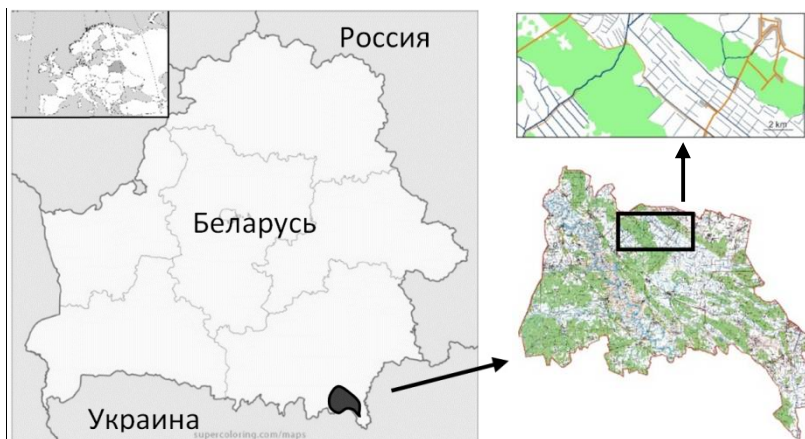 Россия
Беларусь
Украина
supercoloring.com/maps
2 km